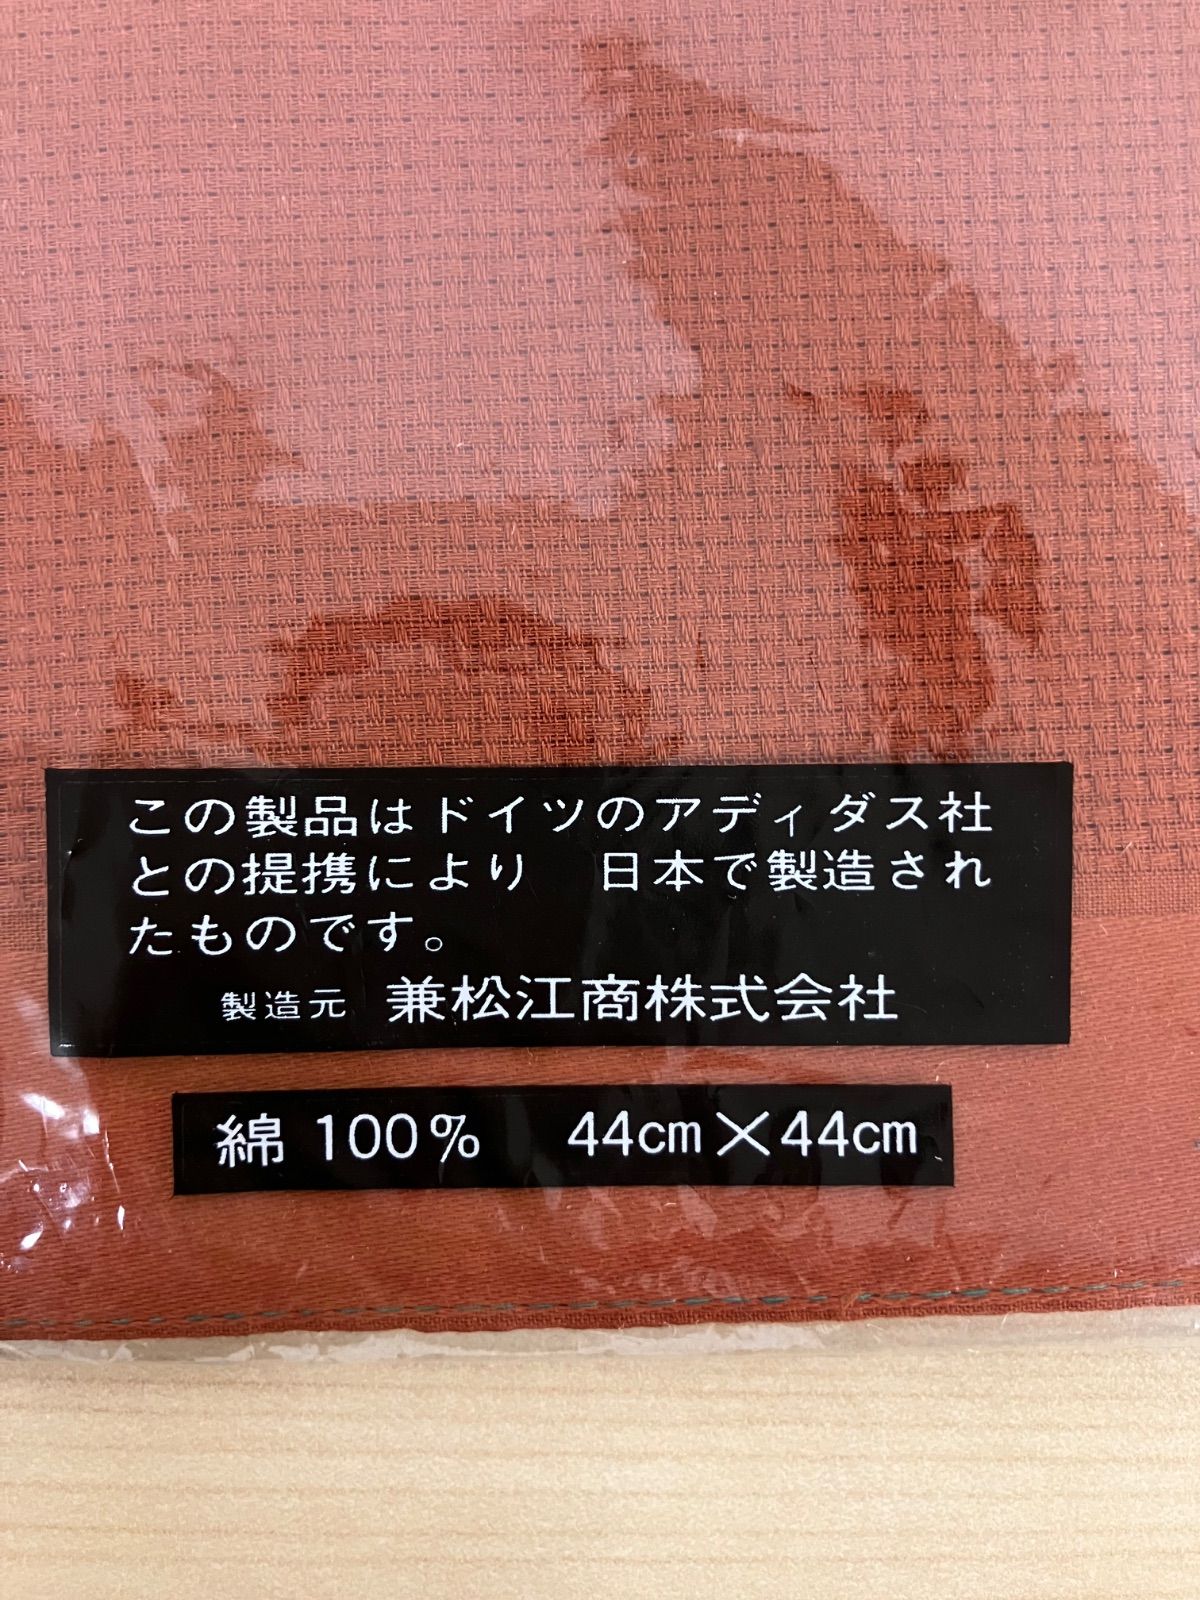 この製品はドイツのアディダス社
との提携により　日本で製造され
たものです。
製造元　兼松江商株式会社
綿 100%　44cm×44cm